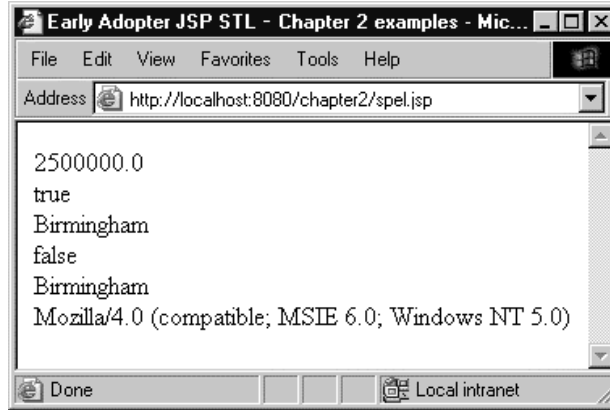 Early Adopter JSP STL - Chapter 2 examples - Mic...
File Edit View Favorites Tools Help
Address http://localhost:8080/chapter2/spel.jsp
2500000.0
true
Birmingham
false
Birmingham
Mozilla/4.0 (compatible; MSIE 6.0; Windows NT 5.0)
Done Local intranet